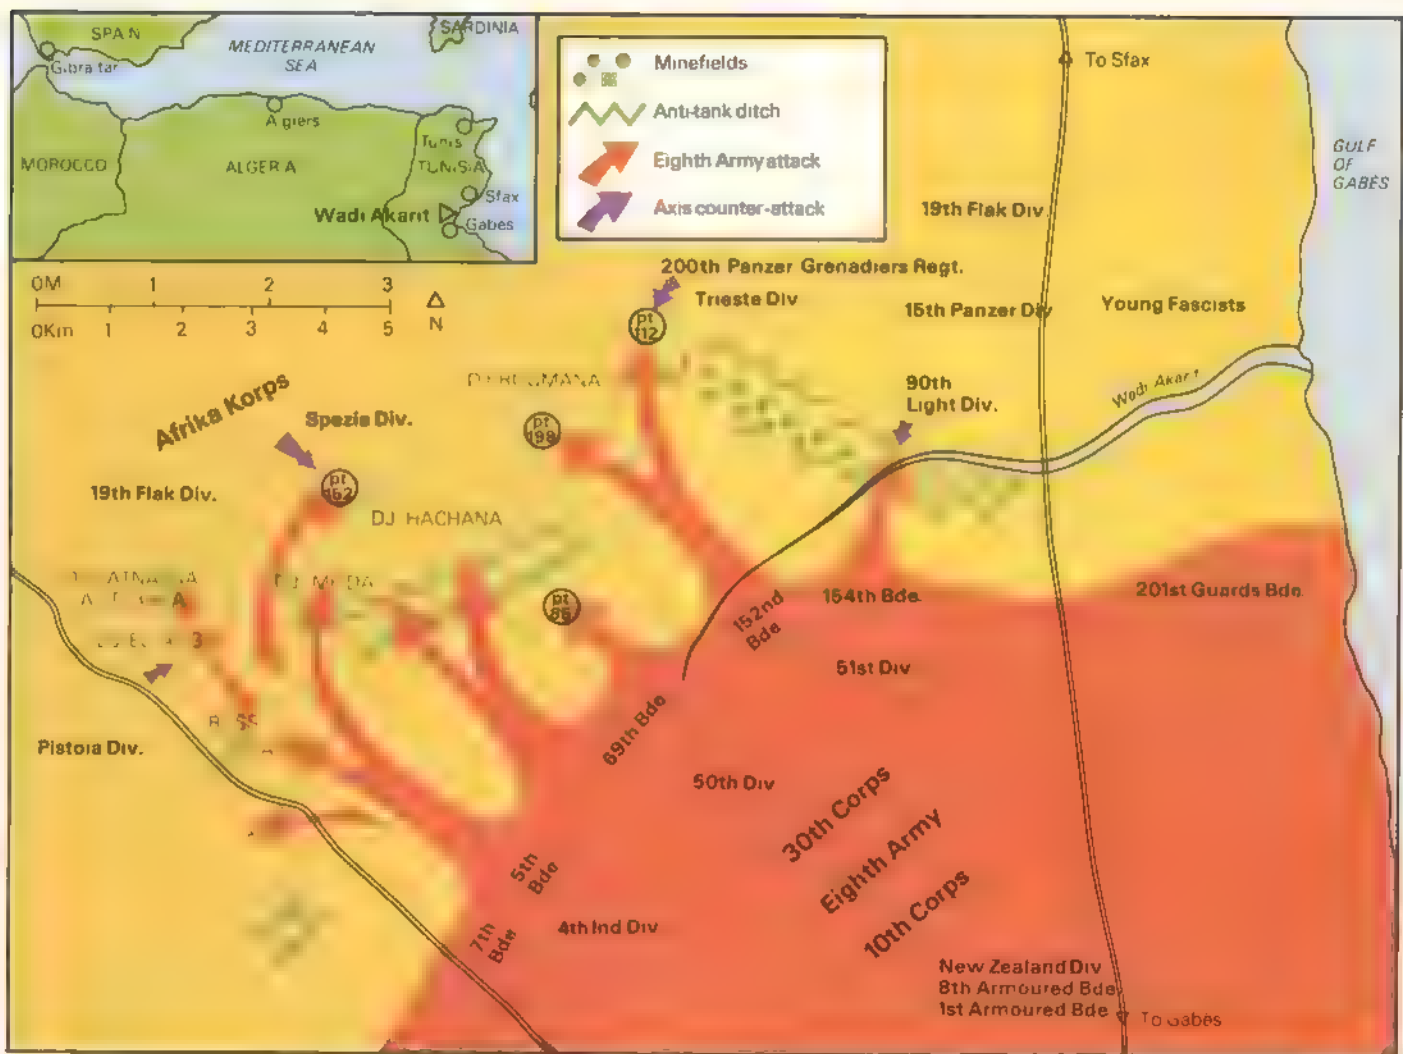 SPAIN
SARDINIA
MEDITERRANEAN
SEA
Gibraltar
Algiers
Tunis
MOROCCO
ALGERIA
TUNISIA
Sfax
Wadi Akarit
Gabes
Minefields
Anti-tank ditch
Eighth Army attack
Axis counter-attack
To Sfax
GULF
OF
GABÈS
19th Flak Div.
0M 1 2 3
0Km 1 2 3 4 5
N
200th Panzer Grenadiers Regt.
Trieste Div
15th Panzer Div
Young Fascists
pt
112
Wadi Akarit
90th
Light Div.
Afrika Korps
Spezia Div.
pt
198
19th Flak Div.
pt
152
DJ HACHANA
DJ MEIDA
pt
85
A
152nd
Bde
154th Bde.
201st Guards Bde.
51st Div
Pistoia Div.
69th Bde
50th Div
30th Corps
Eighth Army
10th Corps
5th
Bde
7th
Bde
4th Ind Div
New Zealand Div
8th Armoured Bde
1st Armoured Bde
To Gabès